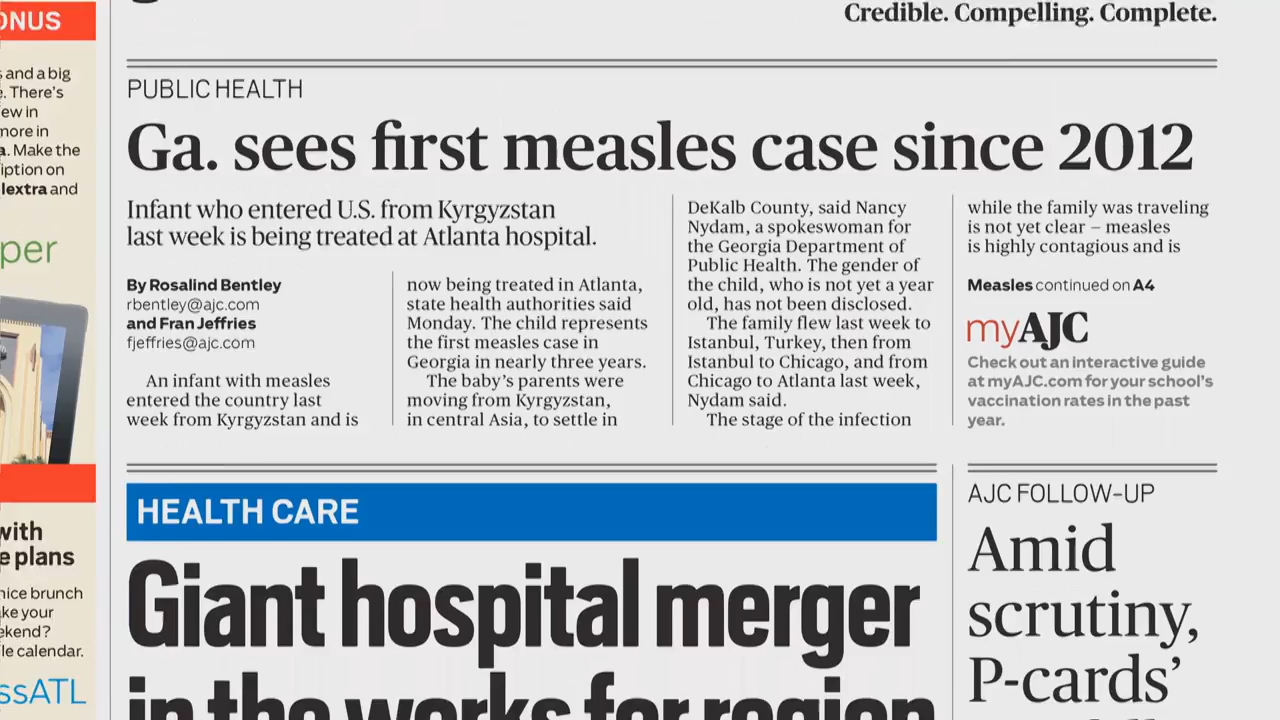 ONUS
and a big
There's
ew in
more in
Make the
iption on
lextra and
per
with
e plans
nice brunch
ake your
ekend?
le calendar.
ssATL
Credible. Compelling. Complete.
PUBLIC HEALTH
Ga. sees first measles case since 2012
Infant who entered U.S. from Kyrgyzstan
last week is being treated at Atlanta hospital.
By Rosalind Bentley
rbentley@ajc.com
and Fran Jeffries
fjeffries@ajc.com
An infant with measles
entered the country last
week from Kyrgyzstan and is
now being treated in Atlanta,
state health authorities said
Monday. The child represents
the first measles case in
Georgia in nearly three years.
The baby's parents were
moving from Kyrgyzstan,
in central Asia, to settle in
DeKalb County, said Nancy
Nydam, a spokeswoman for
the Georgia Department of
Public Health. The gender of
the child, who is not yet a year
old, has not been disclosed.
The family flew last week to
Istanbul, Turkey, then from
Istanbul to Chicago, and from
Chicago to Atlanta last week,
Nydam said.
The stage of the infection
while the family was traveling
is not yet clear – measles
is highly contagious and is
Measles continued on A4
myAJC
Check out an interactive guide
at myAJC.com for your school's
vaccination rates in the past
year.
HEALTH CARE
Giant hospital merger
in the works for region
AJC FOLLOW-UP
Amid
scrutiny,
P-cards'